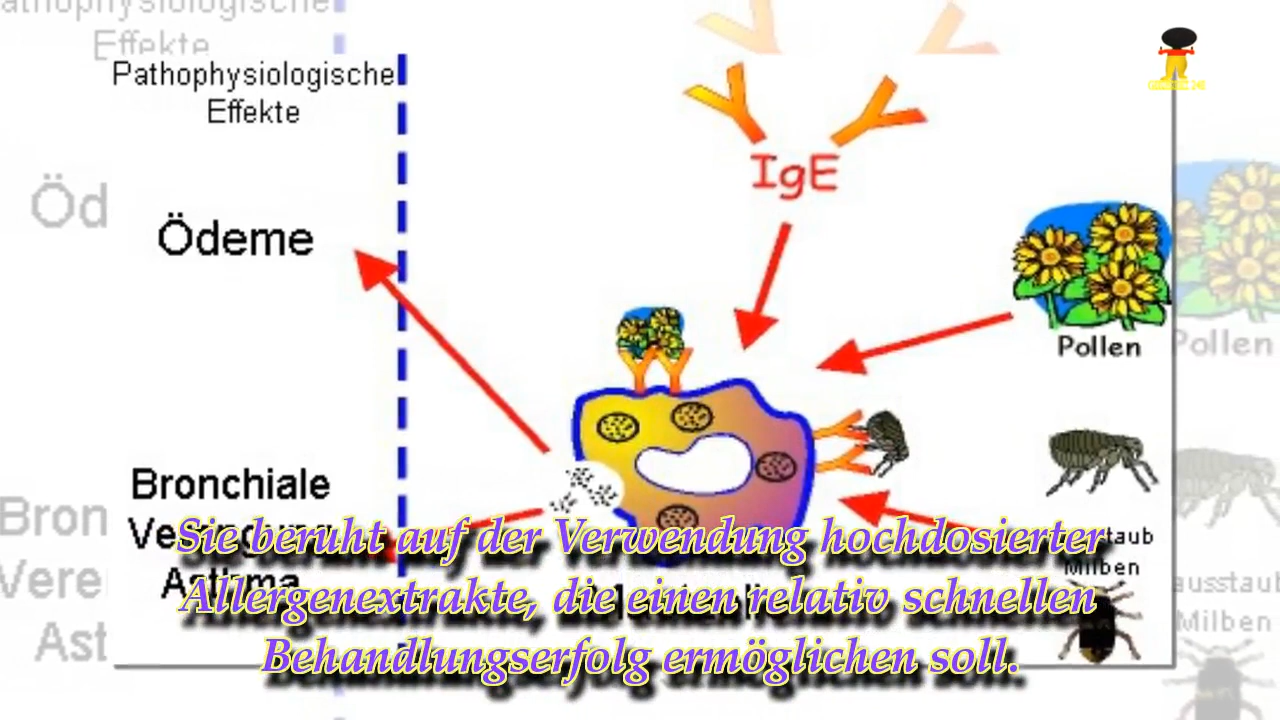 Pathophysiologische
Effekte
Ödeme
IgE
Pollen
Pollen
Bronchiale
Asthma
Milben
Milben
Sie beruht auf der Verwendung hochdosierter
Allergenextrakte, die einen relativ schnellen
Behandlungserfolg ermöglichen soll.